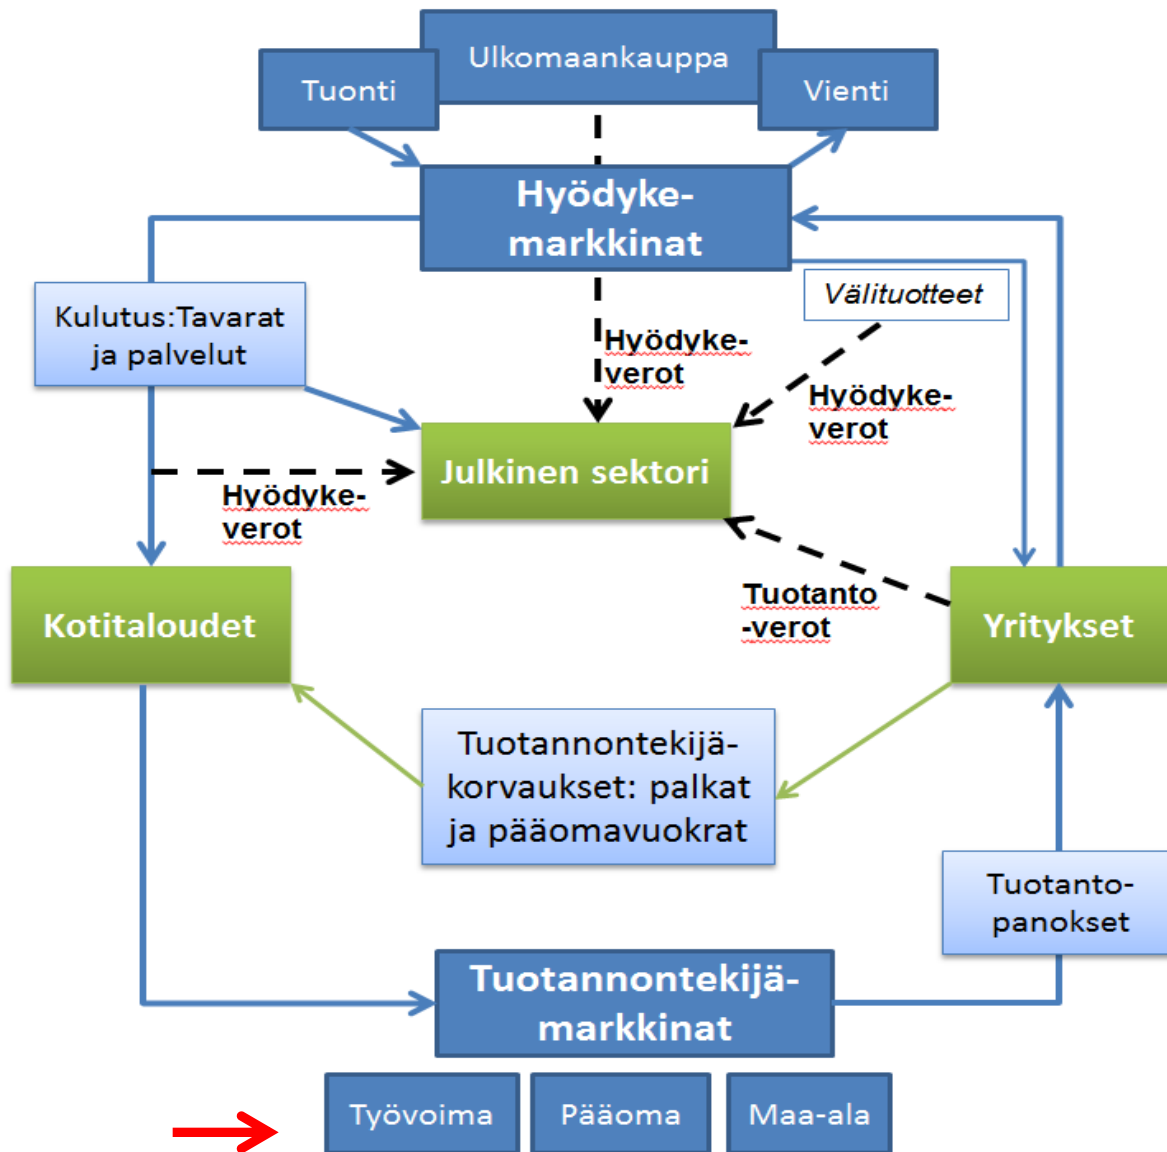 Ulkomaankauppa
Tuonti
Vienti
Hyödyke-
markkinat
Välituotteet
Kulutus:Tavarat
ja palvelut
Hyödyke-
verot
Hyödyke-
verot
Julkinen sektori
Hyödyke-
verot
Kotitaloudet
Tuotanto
-verot
Yritykset
Tuotannontekijä-
korvaukset: palkat
ja pääomavuokrat
Tuotanto-
panokset
Tuotannontekijä-
markkinat
Työvoima
Pääoma
Maa-ala